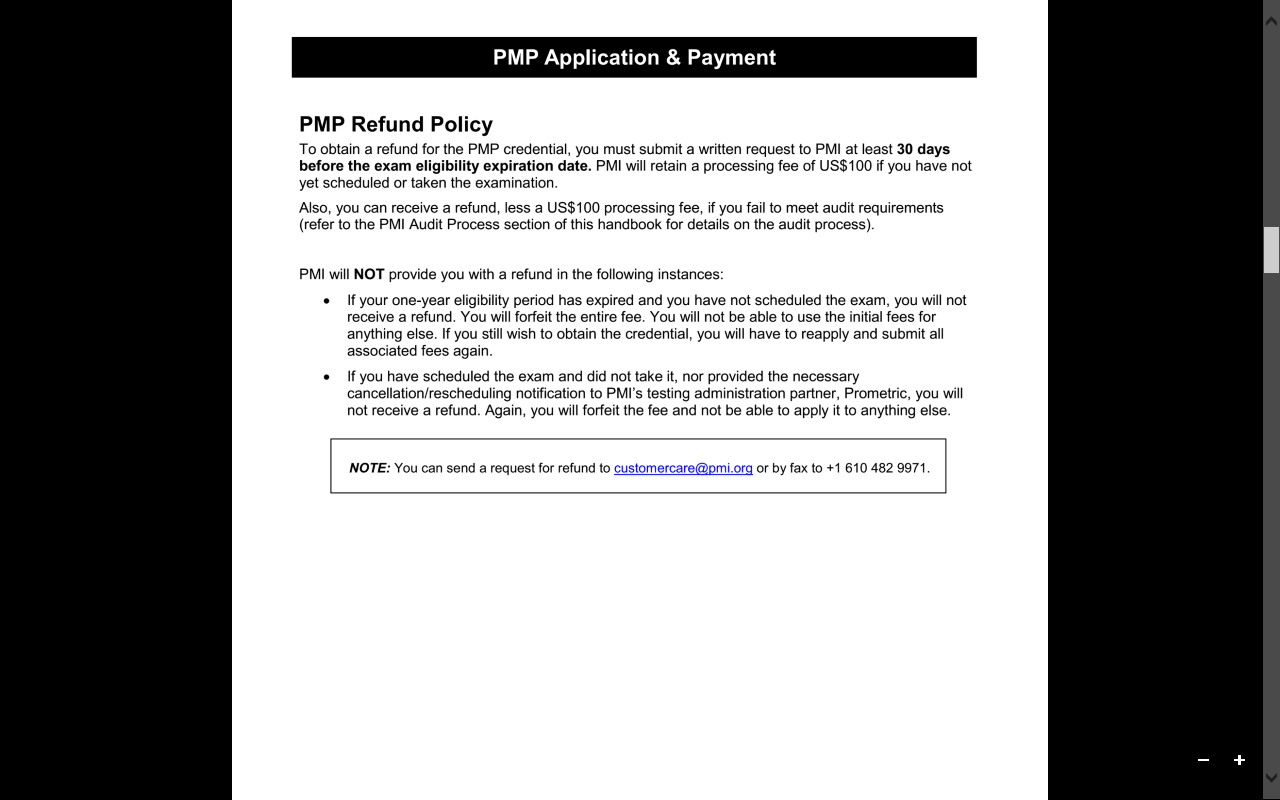 PMP Application & Payment
PMP Refund Policy
To obtain a refund for the PMP credential, you must submit a written request to PMI at least 30 days
before the exam eligibility expiration date. PMI will retain a processing fee of US$100 if you have not
yet scheduled or taken the examination.
Also, you can receive a refund, less a US$100 processing fee, if you fail to meet audit requirements
(refer to the PMI Audit Process section of this handbook for details on the audit process).
PMI will NOT provide you with a refund in the following instances:
• If your one-year eligibility period has expired and you have not scheduled the exam, you will not
receive a refund. You will forfeit the entire fee. You will not be able to use the initial fees for
anything else. If you still wish to obtain the credential, you will have to reapply and submit all
associated fees again.
• If you have scheduled the exam and did not take it, nor provided the necessary
cancellation/rescheduling notification to PMI's testing administration partner, Prometric, you will
not receive a refund. Again, you will forfeit the fee and not be able to apply it to anything else.
NOTE: You can send a request for refund to customercare@pmi.org or by fax to +1 610 482 9971.